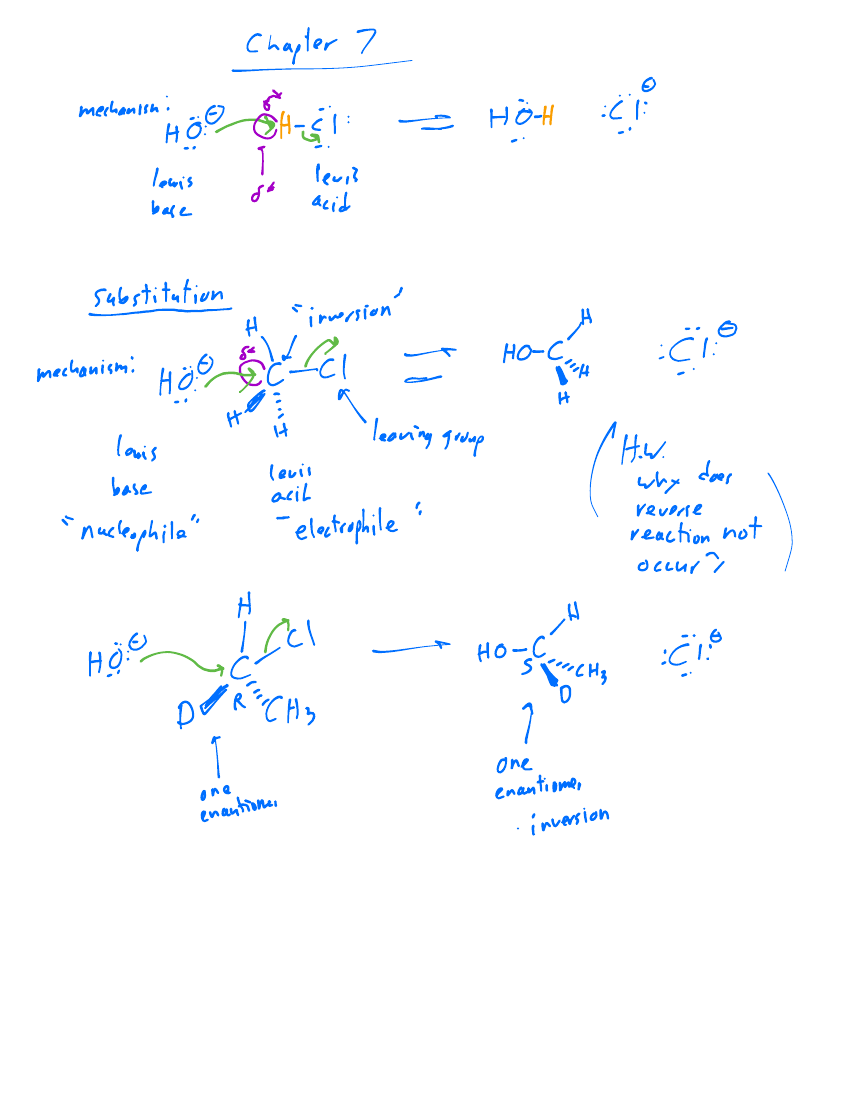 Chapter 7
mechanism:
HO:⊖ H-Cl: ⇌ HO-H :Cl:⊖
δ+
lewis
base
δ+
lewis
acid
Substitution
"inversion"
mechanism:
HO:⊖ H H H C-Cl ⇌ HO-C H H H :Cl:⊖
δ+
leaving group
lewis
base
"nucleophile"
lewis
acid
"electrophile"
(H.W.
why does
reverse
reaction not
occur?)
HO:⊖ H C Cl D R CH3 → HO-C H S CH3 D :Cl:⊖
one
enantiomer
one
enantiomer
inversion